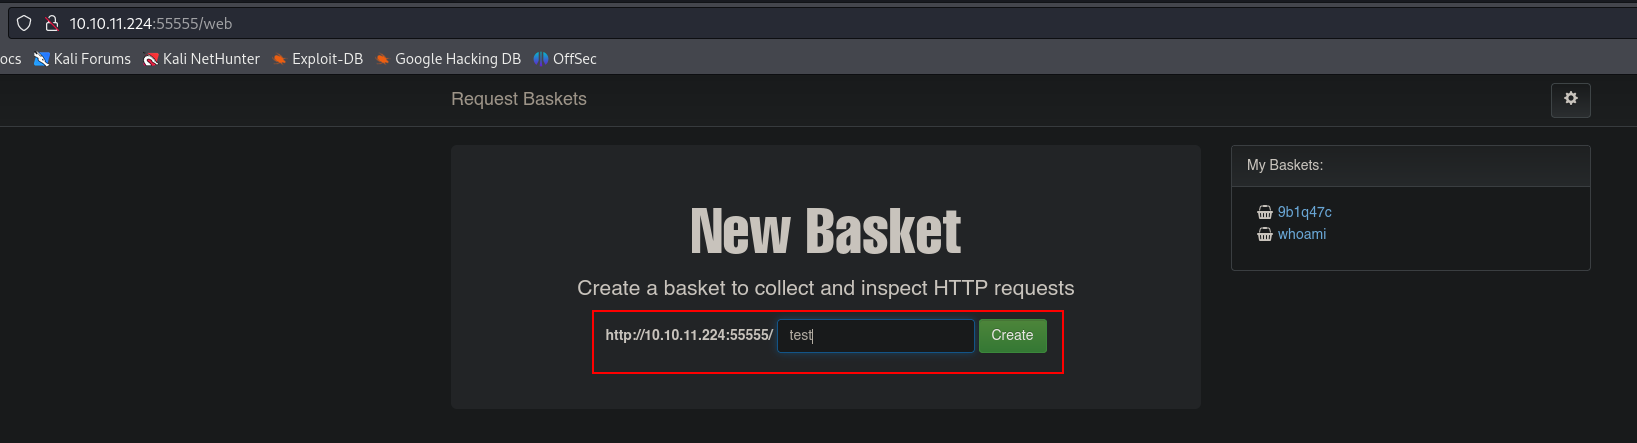 10.10.11.224:55555/web
ocs Kali Forums Kali NetHunter Exploit-DB Google Hacking DB OffSec
Request Baskets
New Basket
Create a basket to collect and inspect HTTP requests
http://10.10.11.224:55555/ test Create
My Baskets:
9b1q47c
whoami